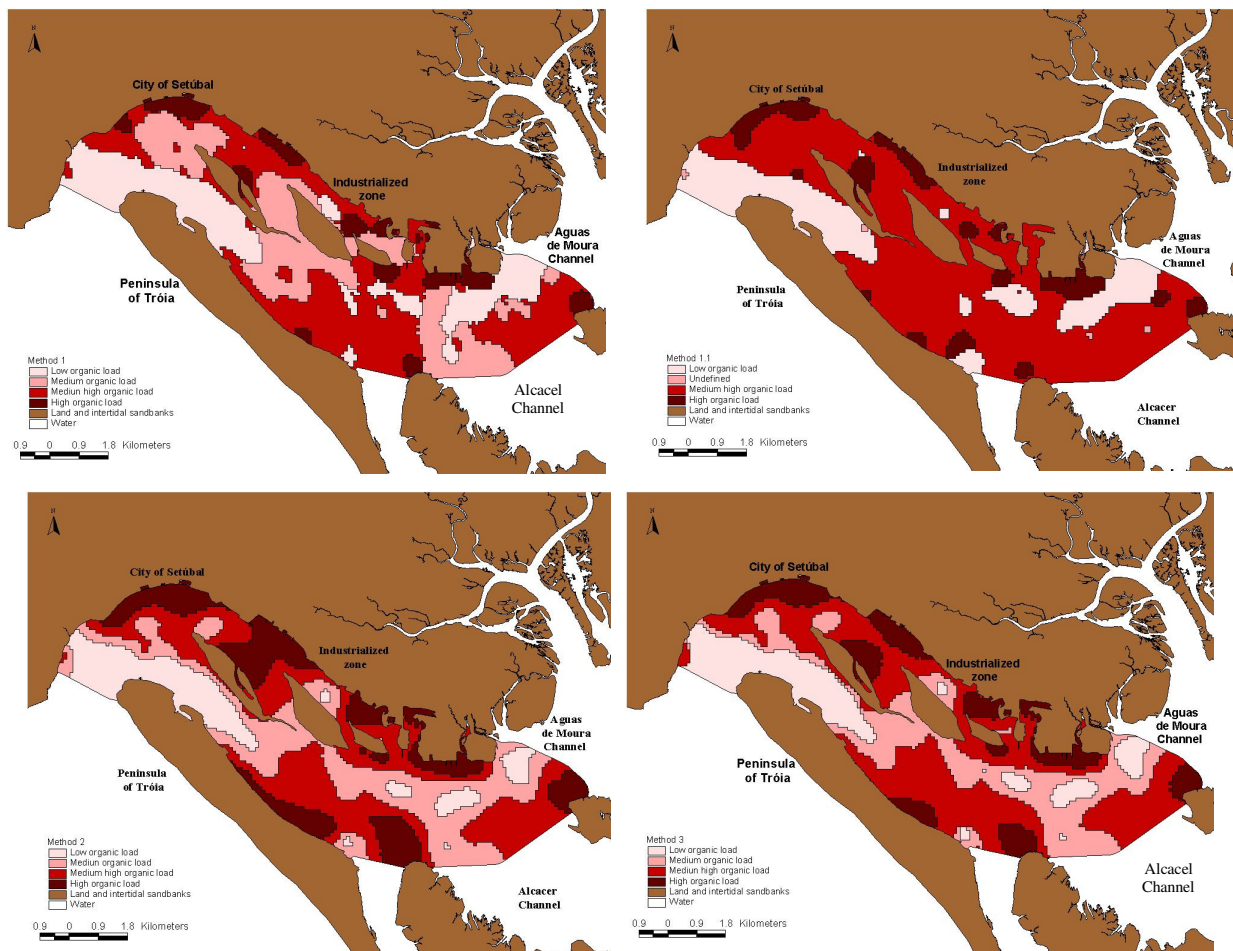 N
City of Setúbal
Industrialized
zone
Aguas
de Moura
Channel
Peninsula
of Tróia
Method 1
Low organic load
Medium organic load
Mediun high organic load
High organic load
Land and intertidal sandbanks
Water
Alcacel
Channel
0.9 0 0.9 1.8 Kilometers
N
City of Setúbal
Industrialized
zone
Aguas
de Moura
Channel
Peninsula
of Tróia
Method 1.1
Low organic load
Undefined
Medium high organic load
High organic load
Land and intertidal sandbanks
Water
Alcacer
Channel
0.9 0 0.9 1.8 Kilometers
N
City of Setúbal
Industrialized
zone
Aguas
de Moura
Channel
Peninsula
of Tróia
Method 2
Low organic load
Mediun organic load
Medium high organic load
High organic load
Land and intertidal sandbanks
Water
Alcacer
Channel
0.9 0 0.9 1.8 Kilometers
N
City of Setúbal
Industrialized
zone
Aguas
de Moura
Channel
Peninsula
of Tróia
Method 3
Low organic load
Medium organic load
Mediun high organic load
High organic load
Land and intertidal sandbanks
Water
Alcacel
Channel
0.9 0 0.9 1.8 Kilometers